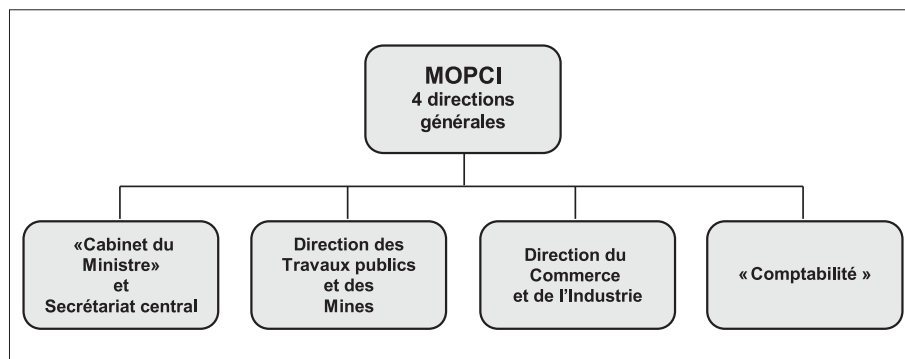 MOPCI
4 directions
générales
«Cabinet du
Ministre»
et
Secrétariat central
Direction des
Travaux publics
et des
Mines
Direction du
Commerce
et de l'Industrie
« Comptabilité »